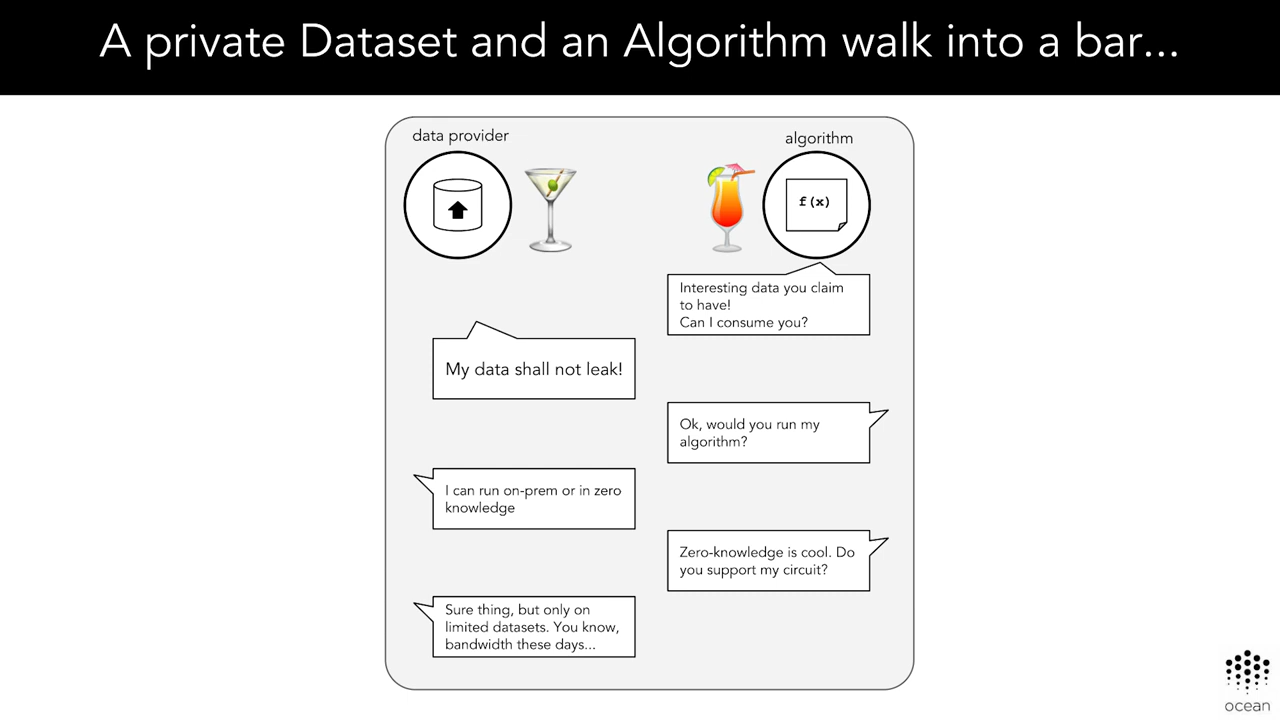 A private Dataset and an Algorithm walk into a bar...
data provider
algorithm
f(x)
Interesting data you claim
to have!
Can I consume you?
My data shall not leak!
Ok, would you run my
algorithm?
I can run on-prem or in zero
knowledge
Zero-knowledge is cool. Do
you support my circuit?
Sure thing, but only on
limited datasets. You know,
bandwidth these days...
ocean